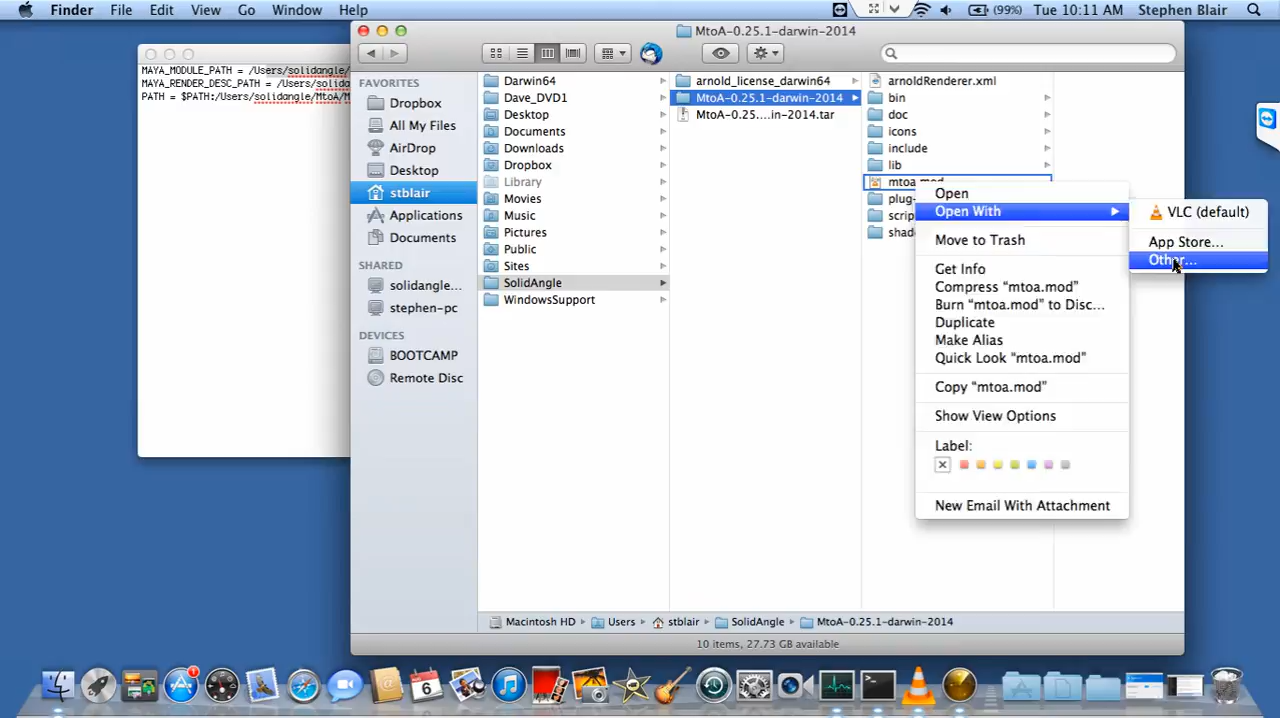 Finder File Edit View Go Window Help (99%) Tue 10:11 AM Stephen Blair
MAYA_MODULE_PATH = /Users/solidangle/
MAYA_RENDER_DESC_PATH = /Users/solida
PATH = $PATH:/Users/solidangle/MtoA/M
MtoA-0.25.1-darwin-2014
FAVORITES
Dropbox
All My Files
AirDrop
Desktop
stblair
Applications
Documents
SHARED
solidangle...
stephen-pc
DEVICES
BOOTCAMP
Remote Disc
Darwin64
Dave_DVD1
Desktop
Documents
Downloads
Dropbox
Library
Movies
Music
Pictures
Public
Sites
SolidAngle
WindowsSupport
arnold_license_darwin64
MtoA-0.25.1-darwin-2014
MtoA-0.25....in-2014.tar
arnoldRenderer.xml
bin
doc
icons
include
lib
mtoa.mod
plug-
scrip
shad
Open
Open With
Move to Trash
Get Info
Compress “mtoa.mod”
Burn “mtoa.mod” to Disc...
Duplicate
Make Alias
Quick Look “mtoa.mod”
Copy “mtoa.mod”
Show View Options
Label:
New Email With Attachment
VLC (default)
App Store...
Other...
Macintosh HD Users stblair SolidAngle MtoA-0.25.1-darwin-2014
10 items, 27.73 GB available
1
6